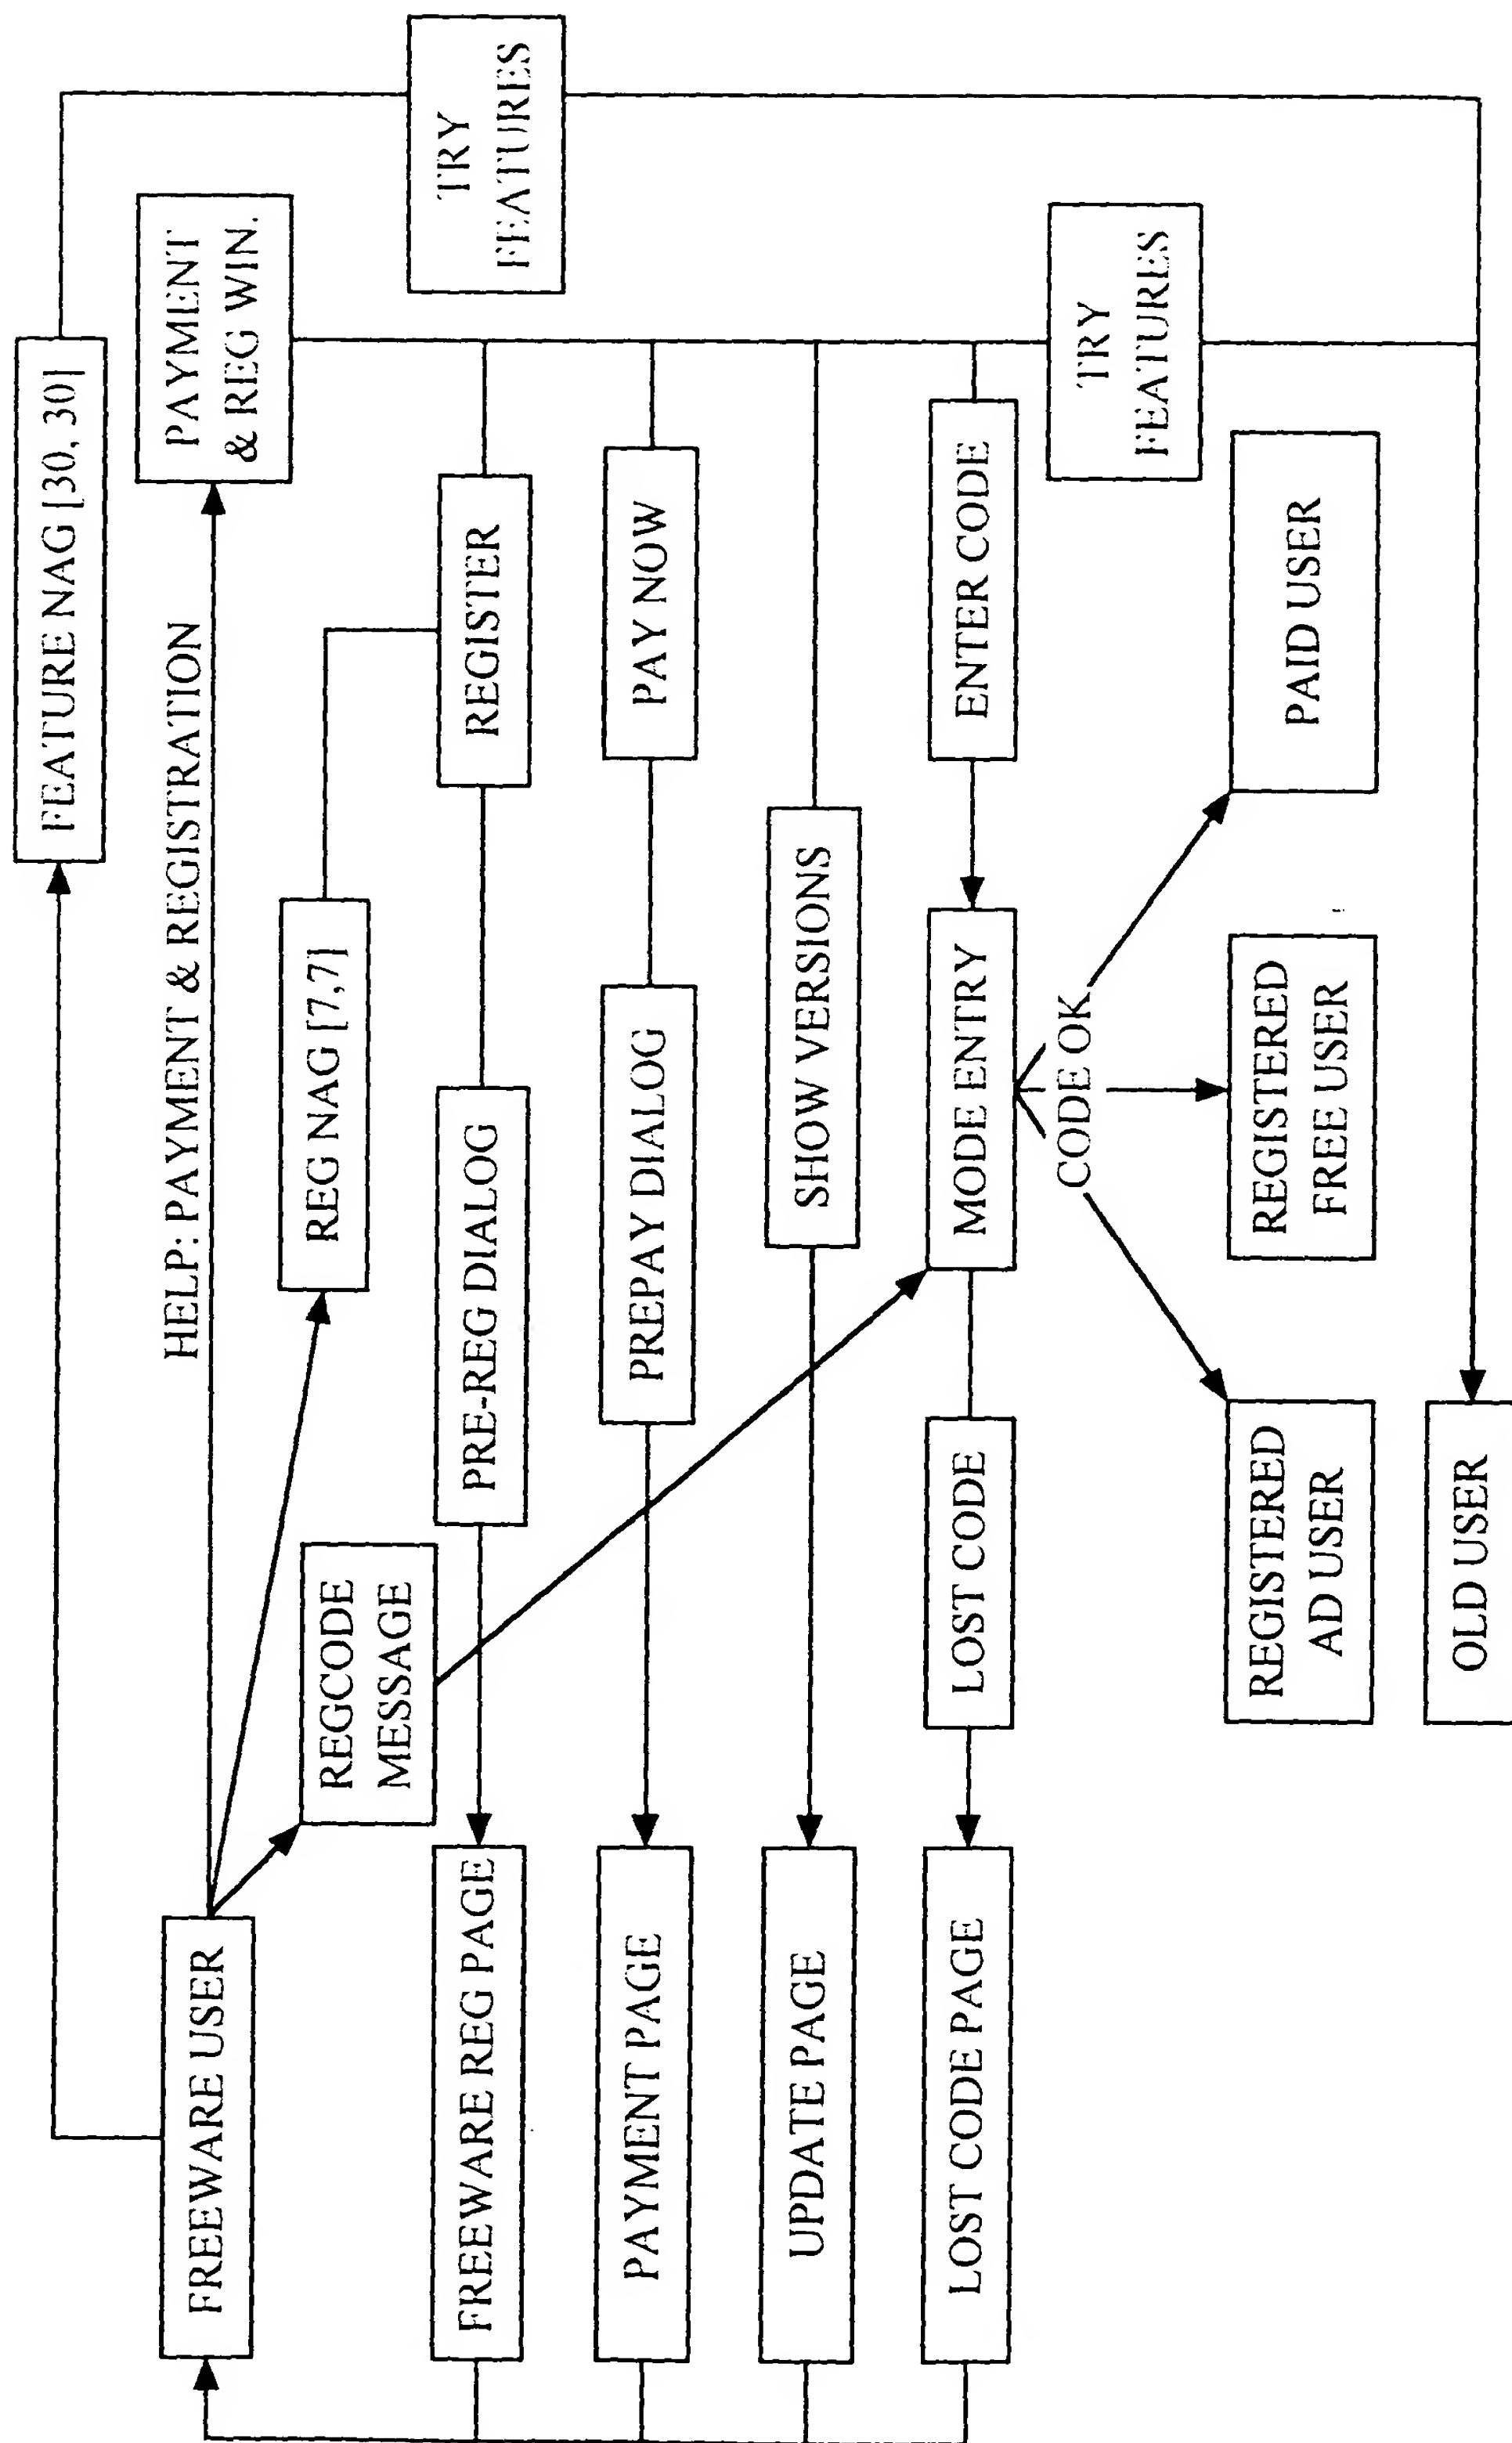 FEATURE NAG [30, 30]
TRY
FEATURES
FREEWARE USER
HELP: PAYMENT & REGISTRATION
PAYMENT
& REG WIN.
REG NAG [7,7]
REGCODE
MESSAGE
FREEWARE REG PAGE
PRE-REG DIALOG
REGISTER
PAYMENT PAGE
PREPAY DIALOG
PAY NOW
UPDATE PAGE
SHOW VERSIONS
LOST CODE PAGE
LOST CODE
MODE ENTRY
ENTER CODE
TRY
FEATURES
CODE OK
REGISTERED
AD USER
REGISTERED
FREE USER
PAID USER
OLD USER